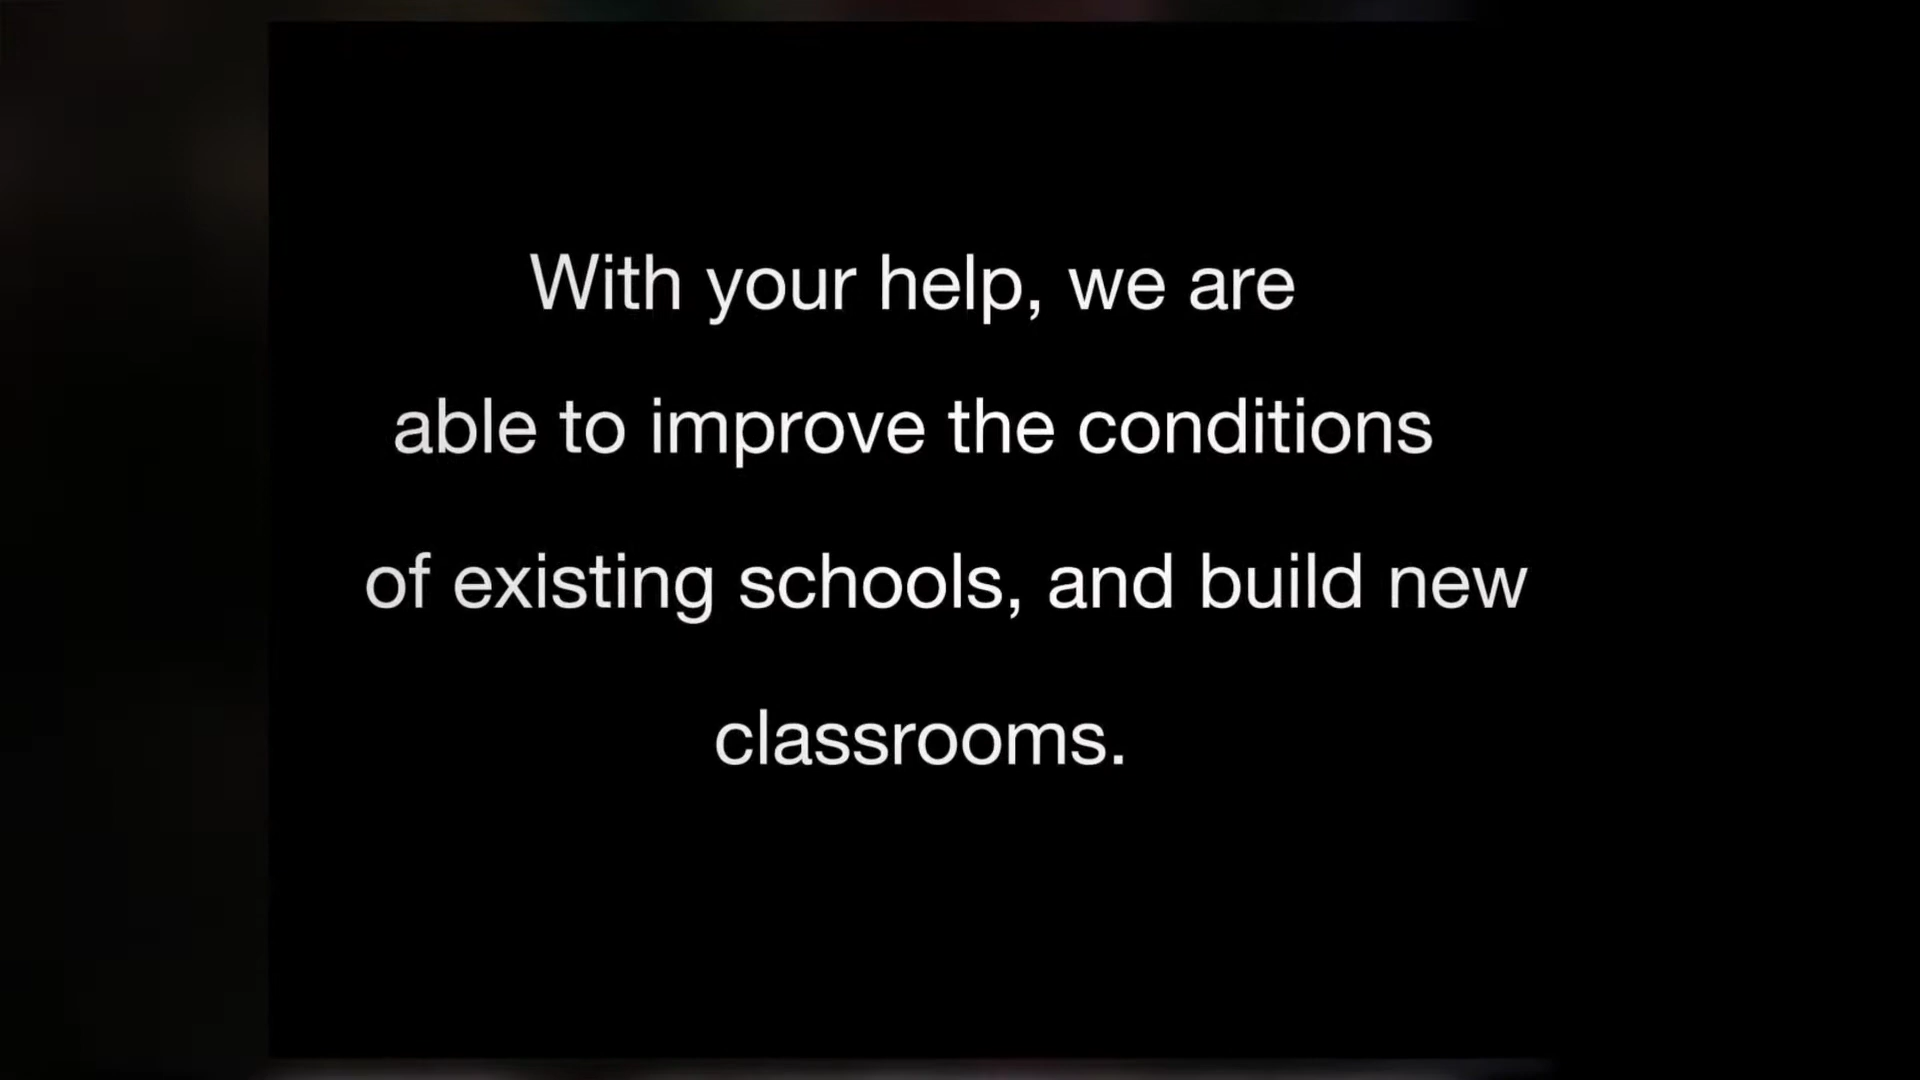 With your help, we are
able to improve the conditions
of existing schools, and build new
classrooms.